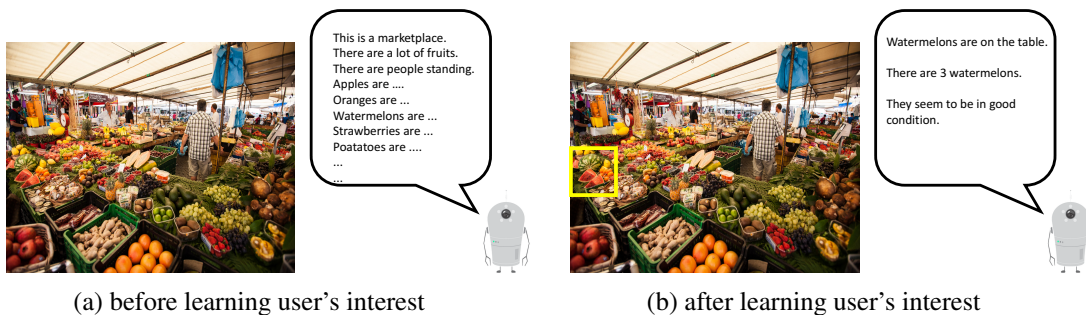 This is a marketplace.
There are a lot of fruits.
There are people standing.
Apples are ....
Oranges are ...
Watermelons are ...
Strawberries are ...
Poatatoes are ....
...
...
Watermelons are on the table.
There are 3 watermelons.
They seem to be in good
condition.
(a) before learning user's interest
(b) after learning user's interest